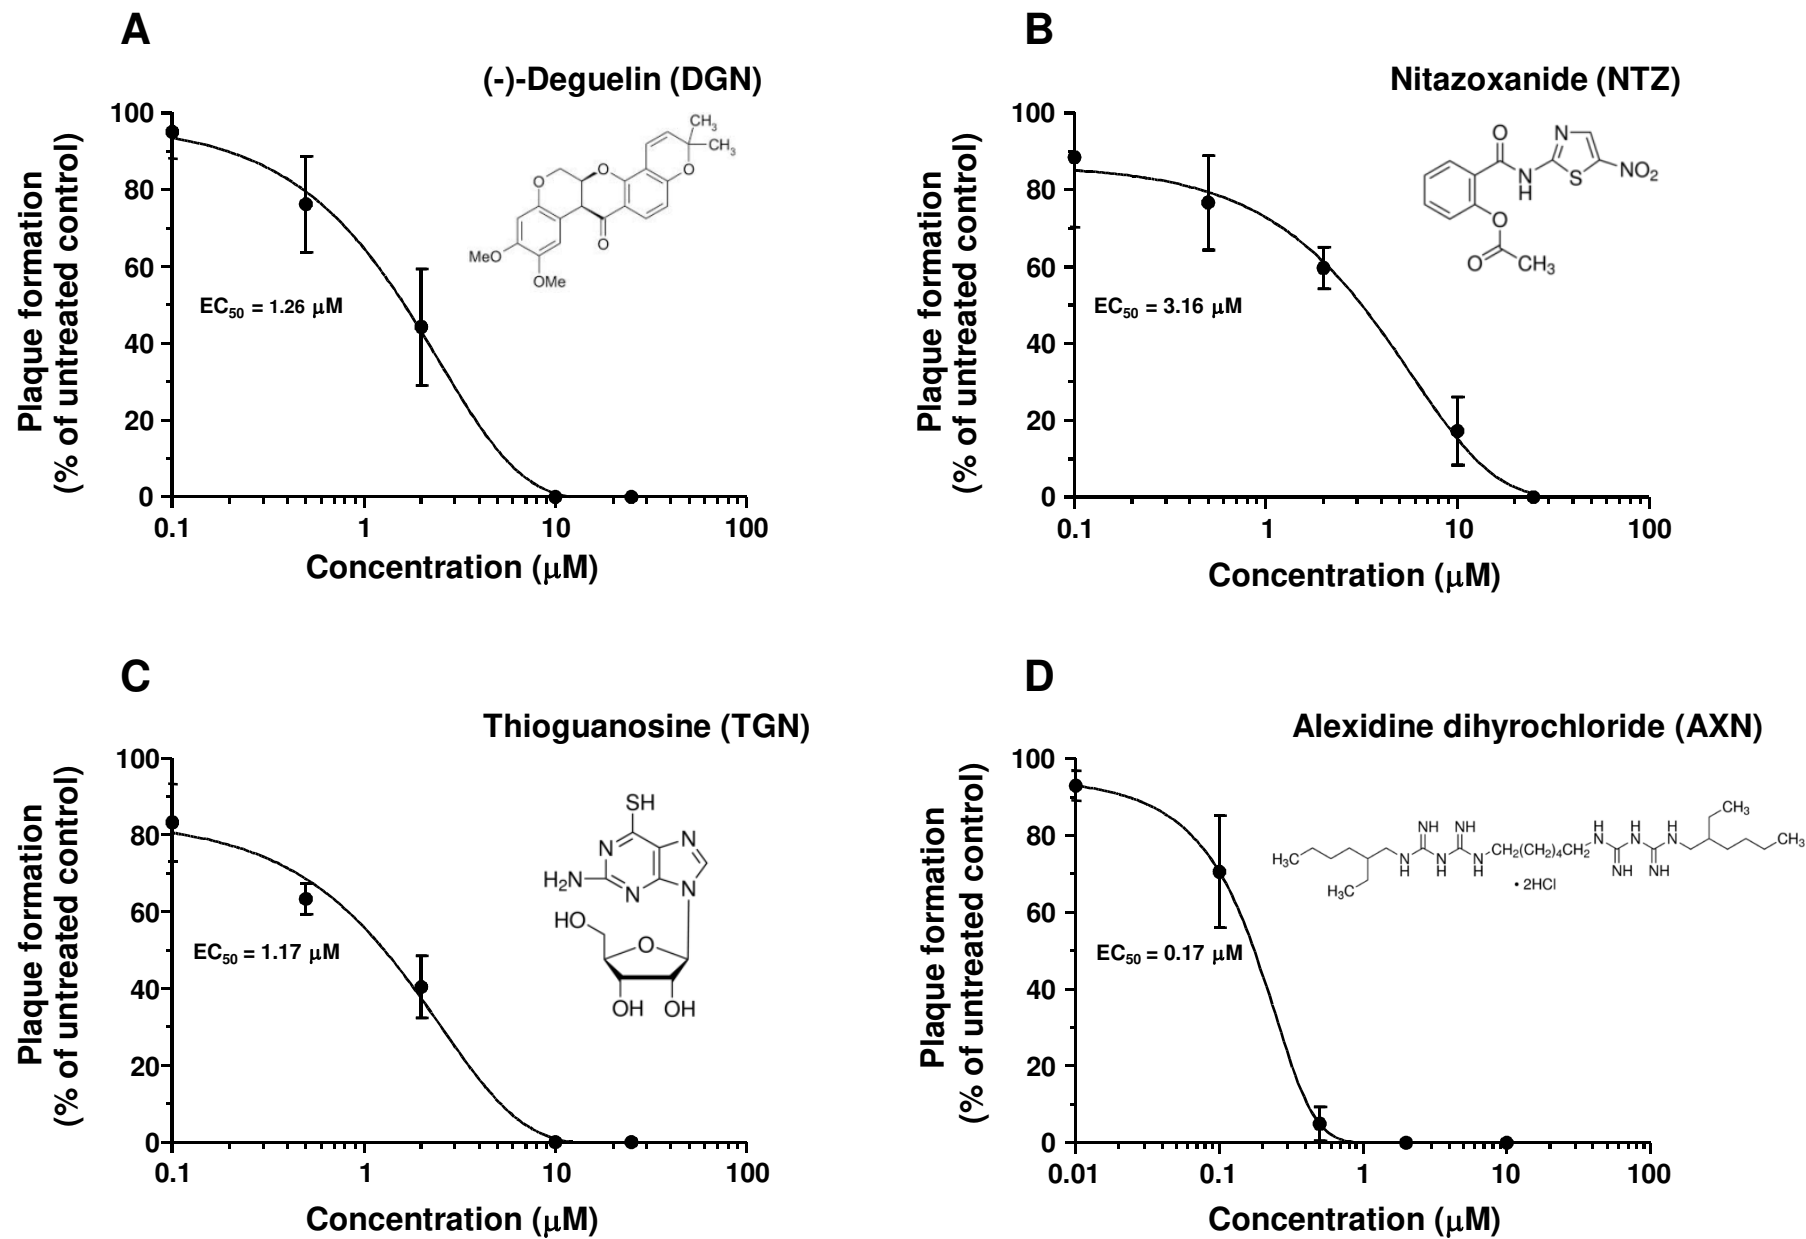 A
(-)-Deguelin (DGN)
Plaque formation
(% of untreated control)
100
80
60
40
20
0
EC50 = 1.26 μM
CH3
CH3
O
O
O
O
MeO
OMe
0.1
1
10
100
Concentration (μM)
B
Nitazoxanide (NTZ)
Plaque formation
(% of untreated control)
100
80
60
40
20
0
EC50 = 3.16 μM
O
N
N
H
S
NO2
O
O
CH3
0.1
1
10
100
Concentration (μM)
C
Thioguanosine (TGN)
Plaque formation
(% of untreated control)
100
80
60
40
20
0
EC50 = 1.17 μM
SH
N
N
H2N
N
N
HO
O
OH
OH
0.1
1
10
100
Concentration (μM)
D
Alexidine dihyrochloride (AXN)
Plaque formation
(% of untreated control)
100
80
60
40
20
0
EC50 = 0.17 μM
CH3
NH
NH
H
N
H
N
H
N
H3C
N
H
N
H
N
H
CH2(CH2)4CH2
NH
NH
CH3
H3C
• 2HCl
0.01
0.1
1
10
100
Concentration (μM)